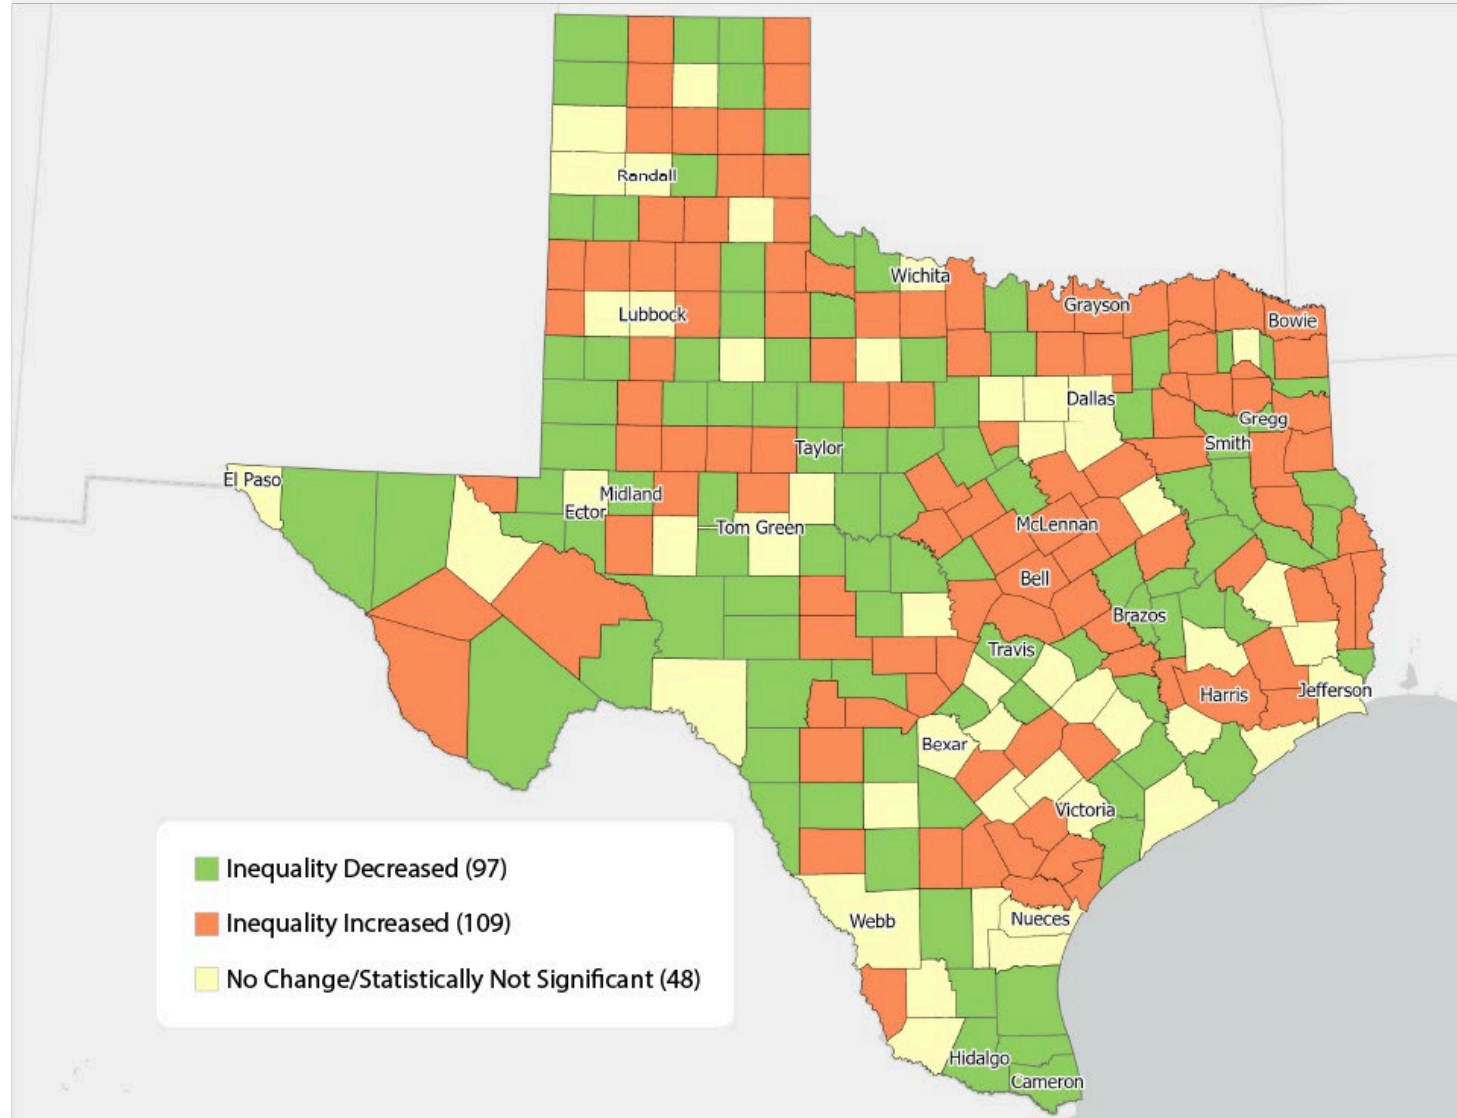 Randall
Wichita
Lubbock
Grayson
Bowie
Dallas
Gregg
Smith
Taylor
El Paso
Midland
Ector
Tom Green
McLennan
Bell
Brazos
Travis
Harris
Jefferson
Bexar
Victoria
Inequality Decreased (97)
Inequality Increased (109)
No Change/Statistically Not Significant (48)
Webb
Nueces
Hidalgo
Cameron